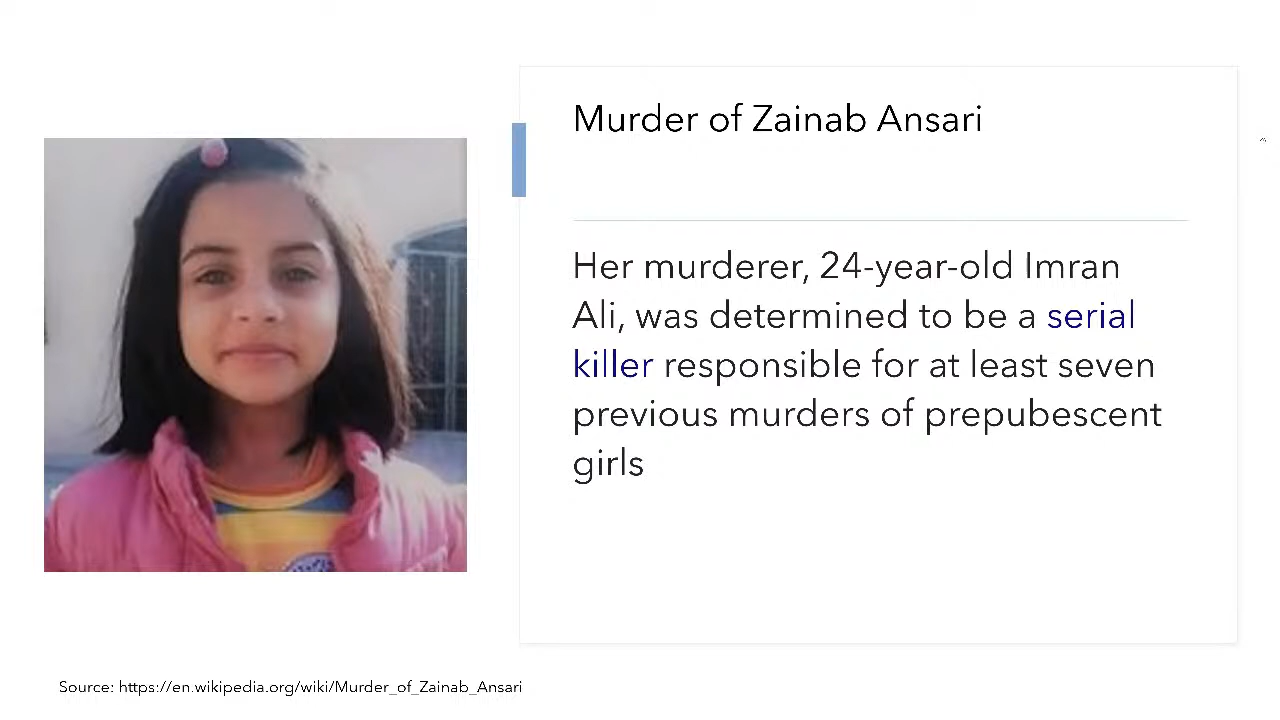 Murder of Zainab Ansari
Her murderer, 24-year-old Imran
Ali, was determined to be a serial
killer responsible for at least seven
previous murders of prepubescent
girls
Source: https://en.wikipedia.org/wiki/Murder_of_Zainab_Ansari